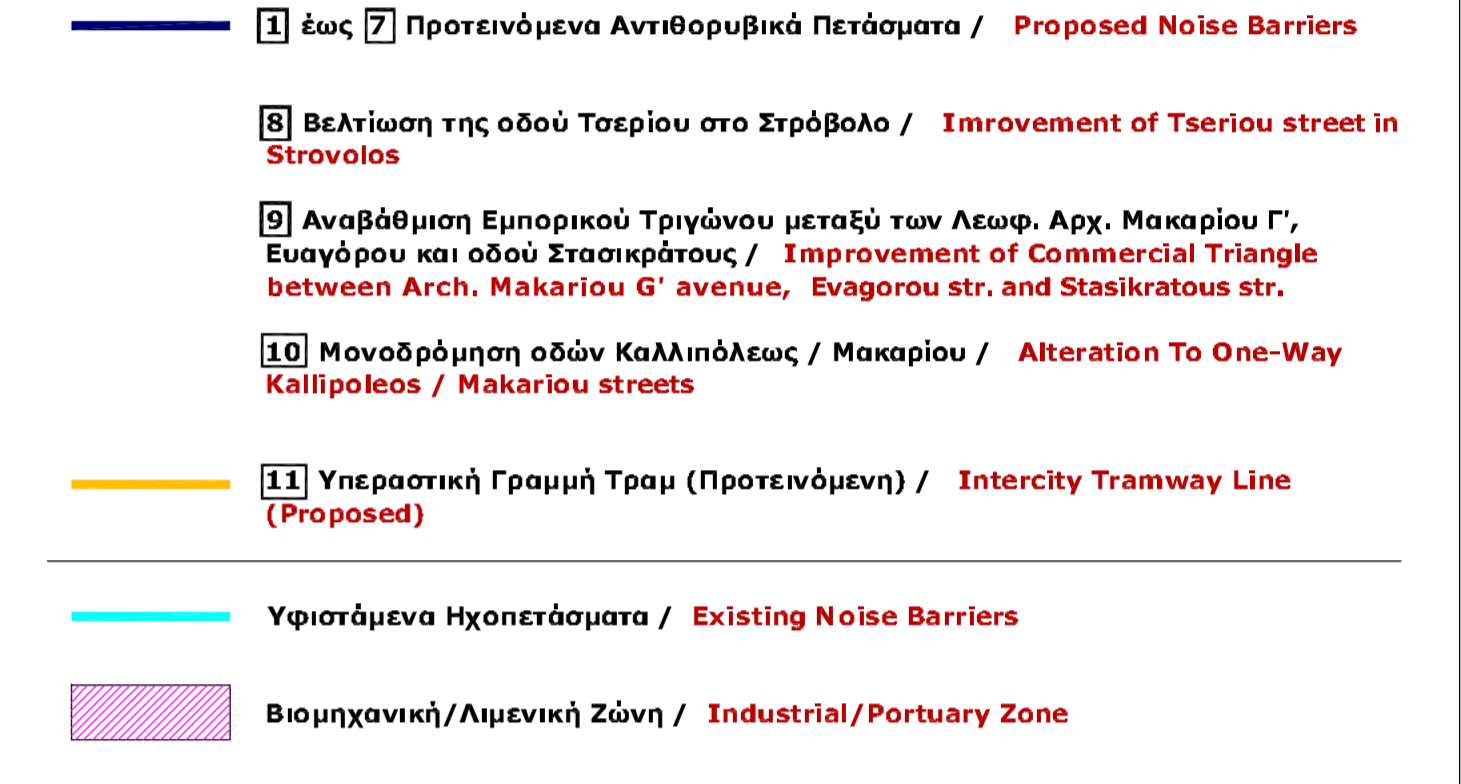 1 έως 7 Προτεινόμενα Αντιθορυβικά Πετάσματα / Proposed Noise Barriers
8 Βελτίωση της οδού Τσερίου στο Στρόβολο / Imrovement of Tseriou street in
Strovolos
9 Αναβάθμιση Εμπορικού Τριγώνου μεταξύ των Λεωφ. Αρχ. Μακαρίου Γ',
Ευαγόρου και οδού Στασικράτους / Improvement of Commercial Triangle
between Arch. Makariou G' avenue, Evagorou str. and Stasikratous str.
10 Μονοδρόμηση οδών Καλλιπόλεως / Μακαρίου / Alteration To One-Way
Kallipoleos / Makariou streets
11 Υπεραστική Γραμμή Τραμ (Προτεινόμενη) / Intercity Tramway Line
(Proposed)
Υφιστάμενα Ηχοπετάσματα / Existing Noise Barriers
Βιομηχανική/Λιμενική Ζώνη / Industrial/Portuary Zone